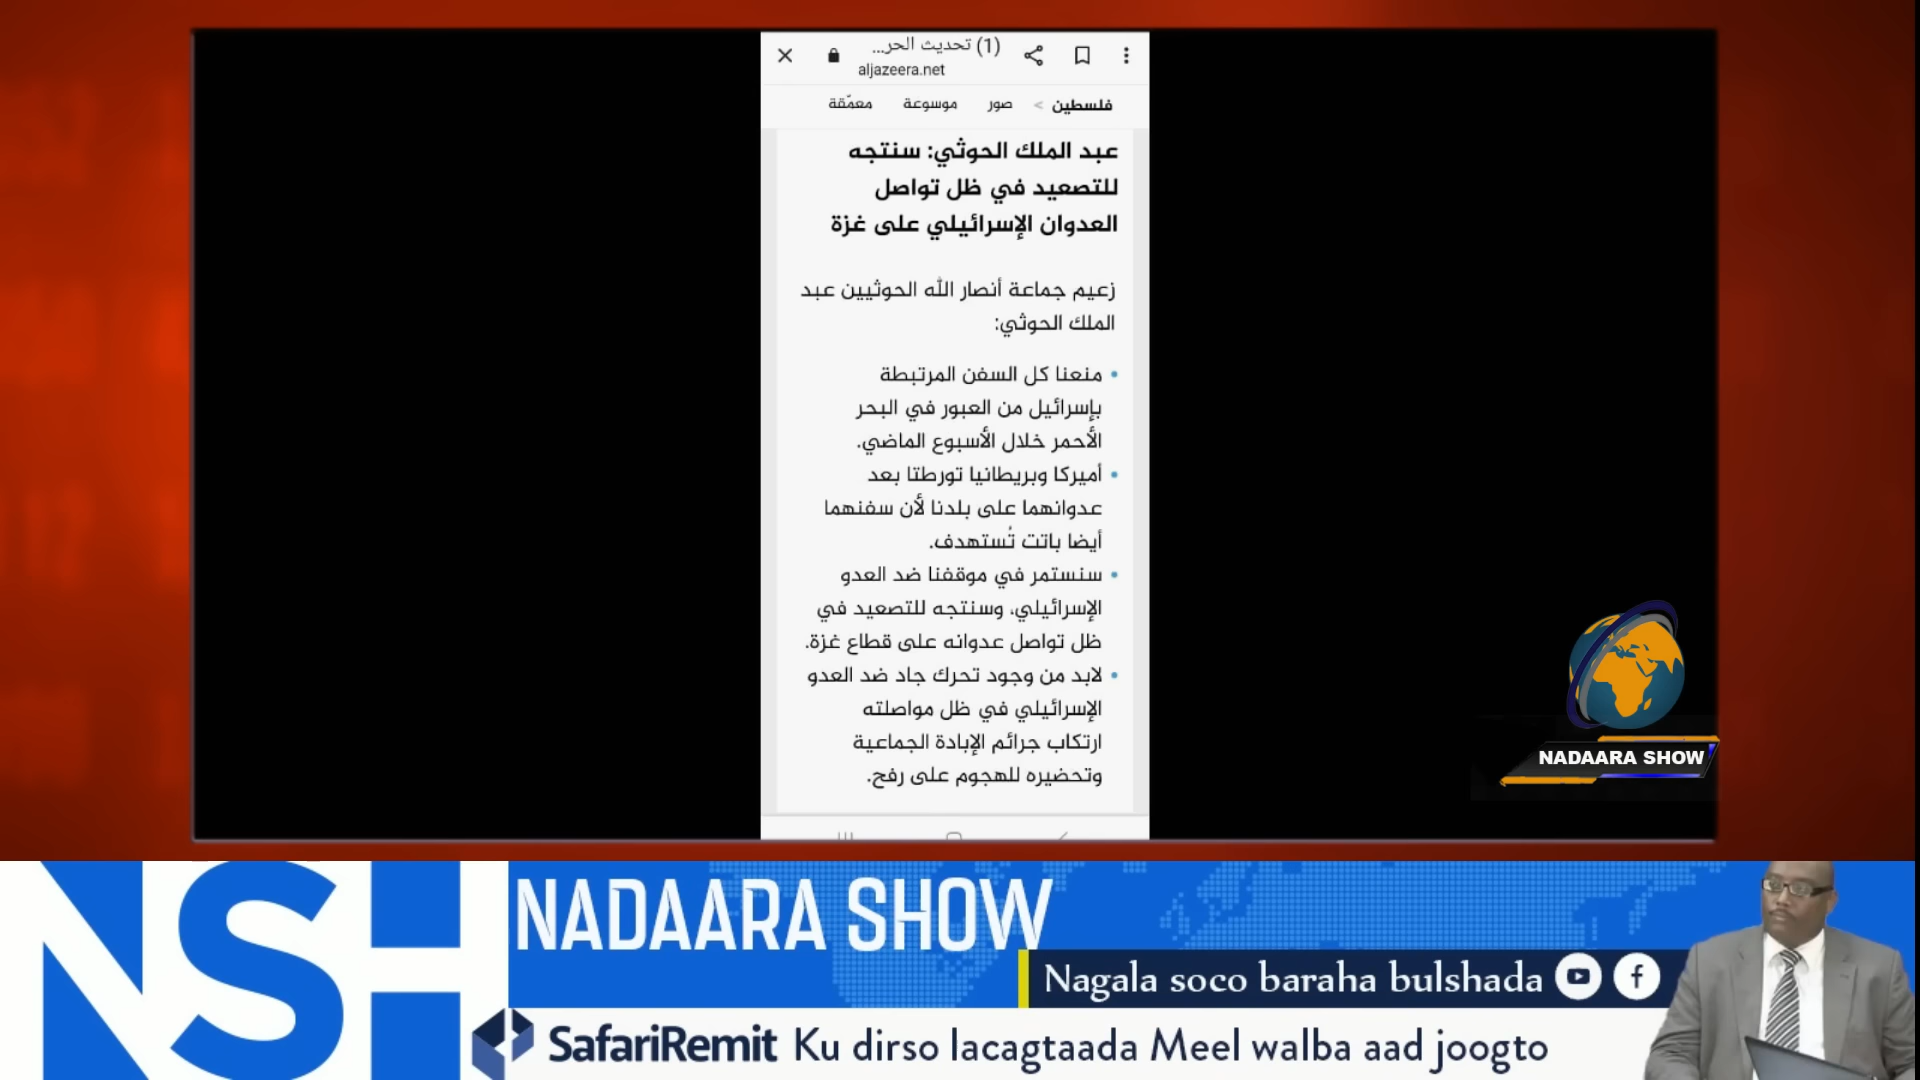 (1) تحديث الحر...
aljazeera.net
فلسطين > صور موسوعة معمّقة
عبد الملك الحوثي: سنتجه
للتصعيد في ظل تواصل
العدوان الإسرائيلي على غزة
زعيم جماعة أنصار الله الحوثيين عبد
الملك الحوثي:
• منعنا كل السفن المرتبطة
بإسرائيل من العبور في البحر
الأحمر خلال الأسبوع الماضي.
• أميركا وبريطانيا تورطتا بعد
عدوانهما على بلدنا لأن سفنهما
أيضا باتت تُستهدف.
• سنستمر في موقفنا ضد العدو
الإسرائيلي، وسنتجه للتصعيد في
ظل تواصل عدوانه على قطاع غزة.
• لابد من وجود تحرك جاد ضد العدو
الإسرائيلي في ظل مواصلته
ارتكاب جرائم الإبادة الجماعية
وتحضيره للهجوم على رفح.
NADAARA SHOW
NSH
NADAARA SHOW
Nagala soco baraha bulshada
SafariRemit Ku dirso lacagtaada Meel walba aad joogto